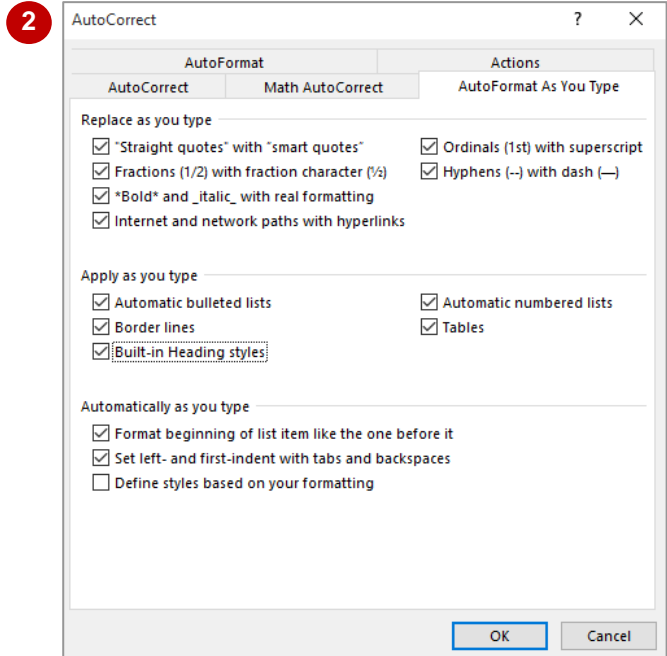 2
AutoCorrect ?
AutoFormat Actions
AutoCorrect Math AutoCorrect AutoFormat As You Type
Replace as you type
"Straight quotes" with “smart quotes” Ordinals (1st) with superscript
Fractions (1/2) with fraction character (½) Hyphens (--) with dash (—)
*Bold* and _italic_ with real formatting
Internet and network paths with hyperlinks
Apply as you type
Automatic bulleted lists Automatic numbered lists
Border lines Tables
Built-in Heading styles
Automatically as you type
Format beginning of list item like the one before it
Set left- and first-indent with tabs and backspaces
Define styles based on your formatting
OK Cancel